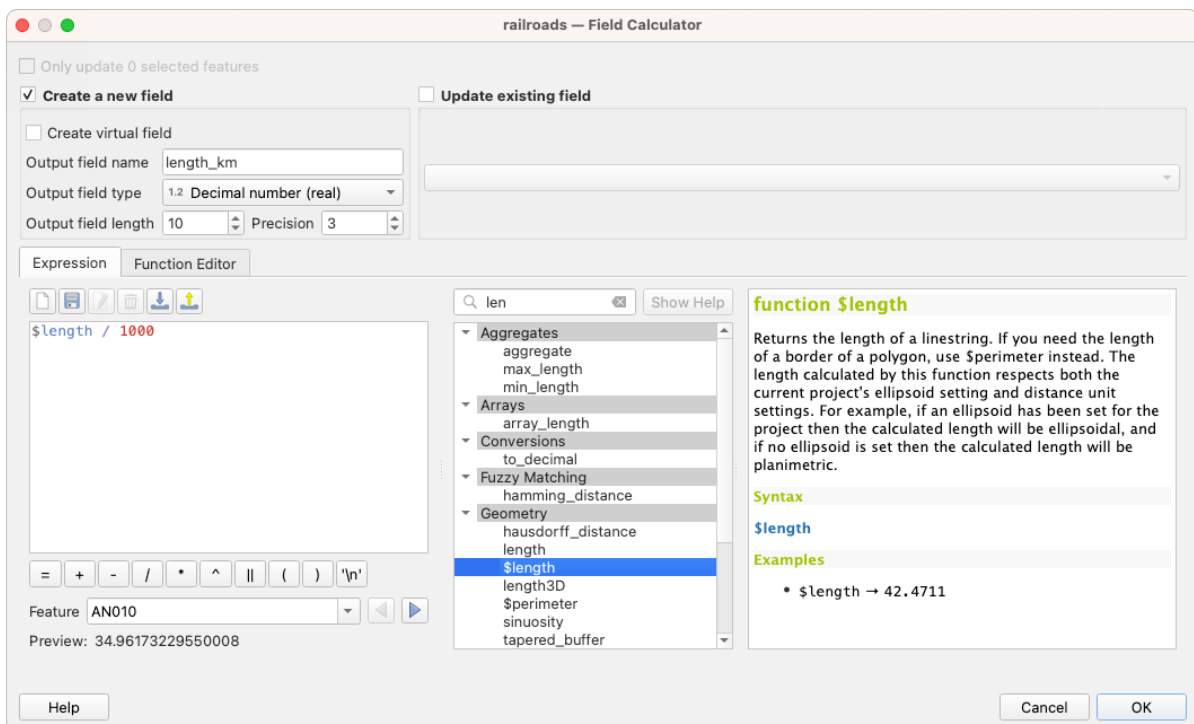 railroads — Field Calculator
Only update 0 selected features
Create a new field
Update existing field
Create virtual field
Output field name length_km
Output field type 1.2 Decimal number (real)
Output field length 10 Precision 3
Expression Function Editor
len Show Help
$length / 1000
Aggregates
aggregate
max_length
min_length
Arrays
array_length
Conversions
to_decimal
Fuzzy Matching
hamming_distance
Geometry
hausdorff_distance
length
$length
length3D
$perimeter
sinuosity
tapered_buffer
function $length
Returns the length of a linestring. If you need the length
of a border of a polygon, use $perimeter instead. The
length calculated by this function respects both the
current project's ellipsoid setting and distance unit
settings. For example, if an ellipsoid has been set for the
project then the calculated length will be ellipsoidal, and
if no ellipsoid is set then the calculated length will be
planimetric.
Syntax
$length
Examples
• $length → 42.4711
= + - / * ^ || ( ) '\n'
Feature AN010
Preview: 34.96173229550008
Help Cancel OK